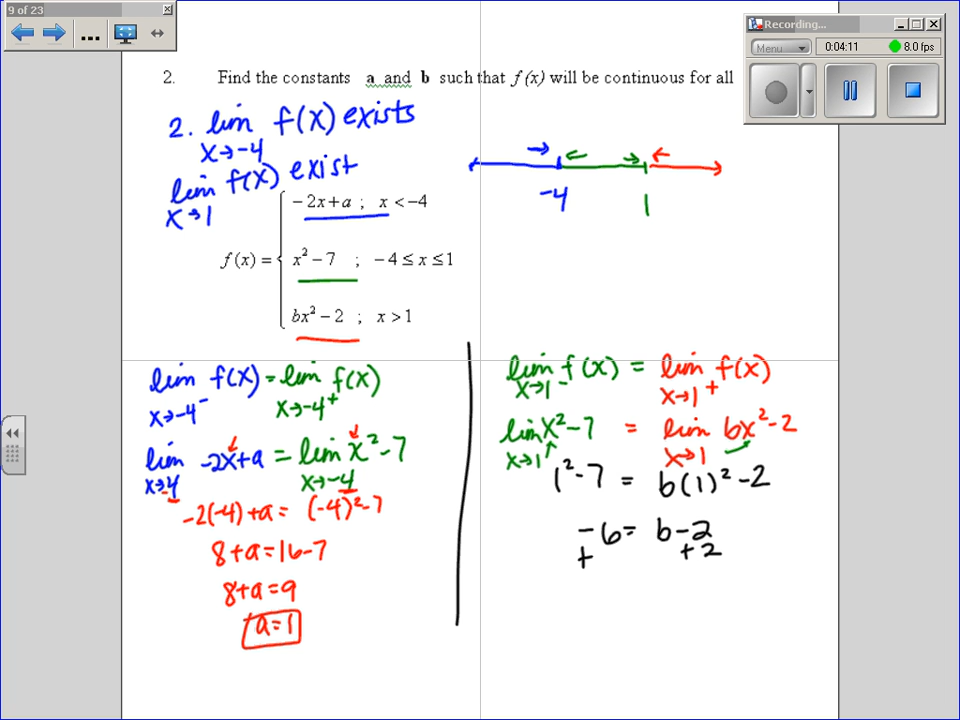 9 of 23
...
Recording...
Menu
0:04:11
8.0 fps
2. Find the constants a and b such that f(x) will be continuous for all
2. lim f(x) exists
x→-4
lim f(x) exist
x→1
-4 1
f(x) = { -2x+a ; x < -4
x² - 7 ; -4 ≤ x ≤ 1
bx² - 2 ; x > 1
lim f(x) = lim f(x)
x→-4⁻ x→-4⁺
lim -2x+a = lim x²-7
x→-4 x→-4
-2(-4)+a = (-4)²-7
8+a=16-7
8+a=9
a=1
lim f(x) = lim f(x)
x→1⁻ x→1⁺
lim x²-7 = lim bx²-2
x→1 x→1
1²-7 = b(1)²-2
-6 = b-2
+ +2